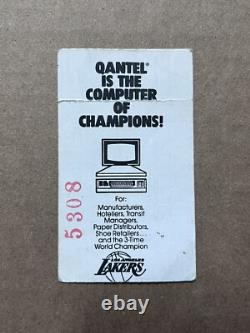 QANTEL®
IS THE
COMPUTER
OF
CHAMPIONS!
5308
For:
Manufacturers,
Hoteliers, Transit
Managers,
Paper Distributors,
Shoe Retailers...
and the 3-Time
World Champion
LOS ANGELES
LAKERS